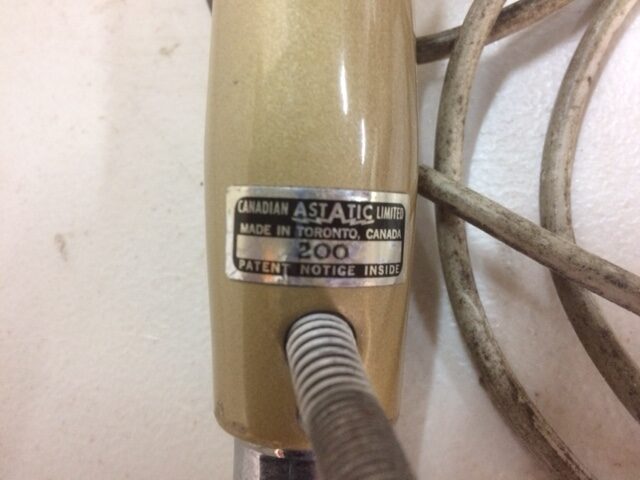 CANADIAN ASTATIC LIMITED
MADE IN TORONTO, CANADA
200
PATENT NOTICE INSIDE